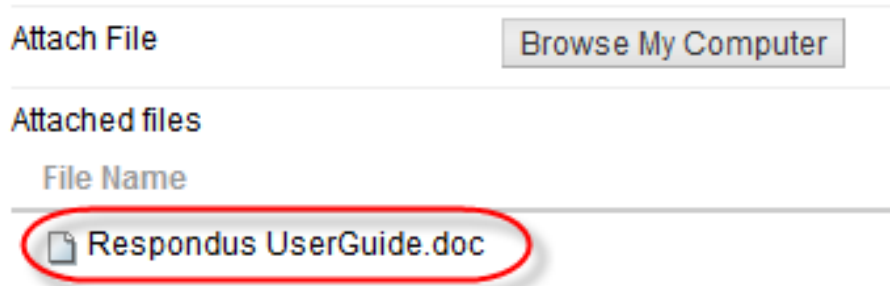 Attach File
Browse My Computer
Attached files
File Name
Respondus UserGuide.doc